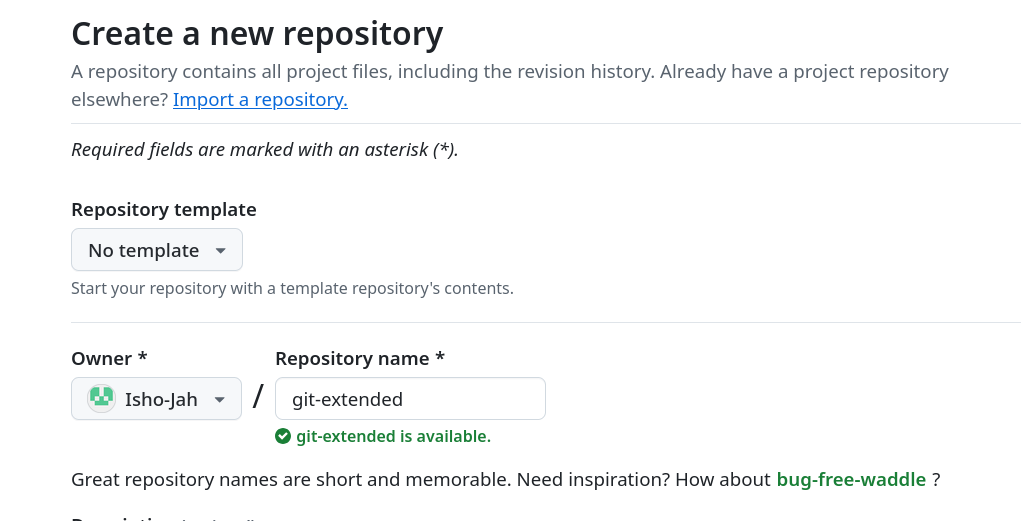 Create a new repository
A repository contains all project files, including the revision history. Already have a project repository
elsewhere? Import a repository.
Required fields are marked with an asterisk (*).
Repository template
No template
Start your repository with a template repository's contents.
Owner *
Repository name *
Isho-Jah
/
git-extended
git-extended is available.
Great repository names are short and memorable. Need inspiration? How about bug-free-waddle ?